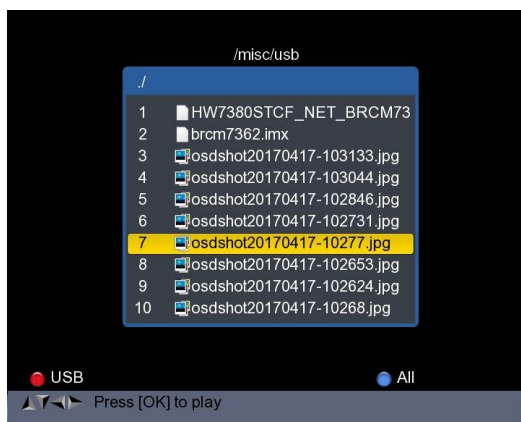 /misc/usb
./
1 HW7380STCF_NET_BRCM73
2 brcm7362.imx
3 osdshot20170417-103133.jpg
4 osdshot20170417-103044.jpg
5 osdshot20170417-102846.jpg
6 osdshot20170417-102731.jpg
7 osdshot20170417-10277.jpg
8 osdshot20170417-102653.jpg
9 osdshot20170417-102624.jpg
10 osdshot20170417-10268.jpg
USB All
Press [OK] to play